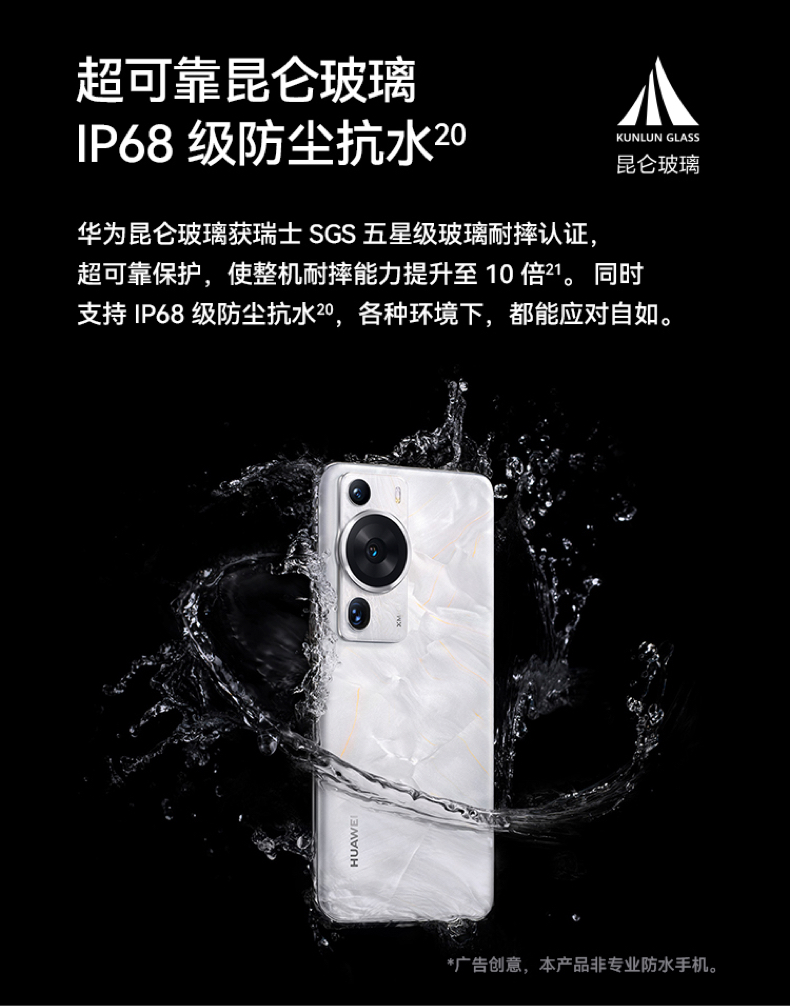 超可靠昆仑玻璃
IP68 级防尘抗水20
KUNLUN GLASS
昆仑玻璃
华为昆仑玻璃获瑞士 SGS 五星级玻璃耐摔认证，
超可靠保护，使整机耐摔能力提升至 10 倍21。同时
支持 IP68 级防尘抗水20，各种环境下，都能应对自如。
XM
HUAWEI
*广告创意，本产品非专业防水手机。